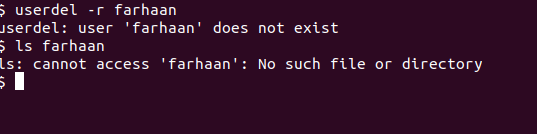 $ userdel -r farhaan
userdel: user 'farhaan' does not exist
$ ls farhaan
ls: cannot access 'farhaan': No such file or directory
$